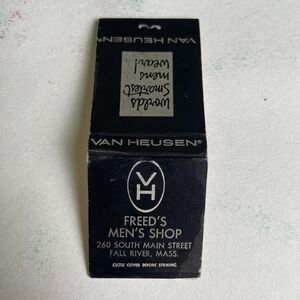 VAN HEUSEN®
worlds
smartest
mens
wear!
VAN HEUSEN®
VH
FREED'S
MEN'S SHOP
260 SOUTH MAIN STREET
FALL RIVER, MASS.
CLOSE COVER BEFORE STRIKING